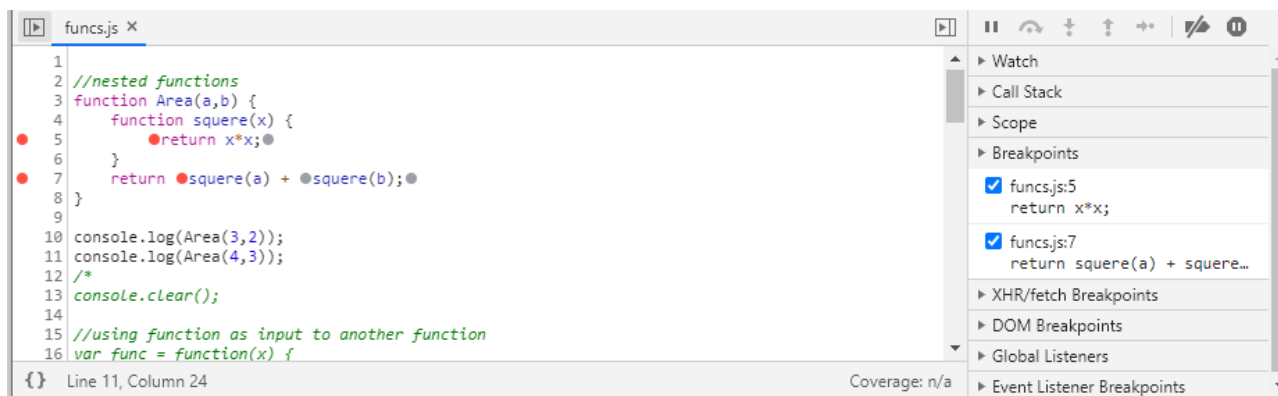 funcs.js ×
1
2 //nested functions
3 function Area(a,b) {
4 function squere(x) {
5 return x*x;
6 }
7 return squere(a) + squere(b);
8 }
9
10 console.log(Area(3,2));
11 console.log(Area(4,3));
12 /*
13 console.clear();
14
15 //using function as input to another function
16 var func = function(x) {
{} Line 11, Column 24
Coverage: n/a
Watch
Call Stack
Scope
Breakpoints
funcs.js:5
return x*x;
funcs.js:7
return squere(a) + squere…
XHR/fetch Breakpoints
DOM Breakpoints
Global Listeners
Event Listener Breakpoints